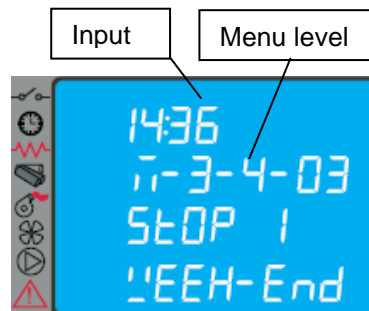 Input
Menu level
14:36
M-3-4-03
StOP 1
WEEK-End